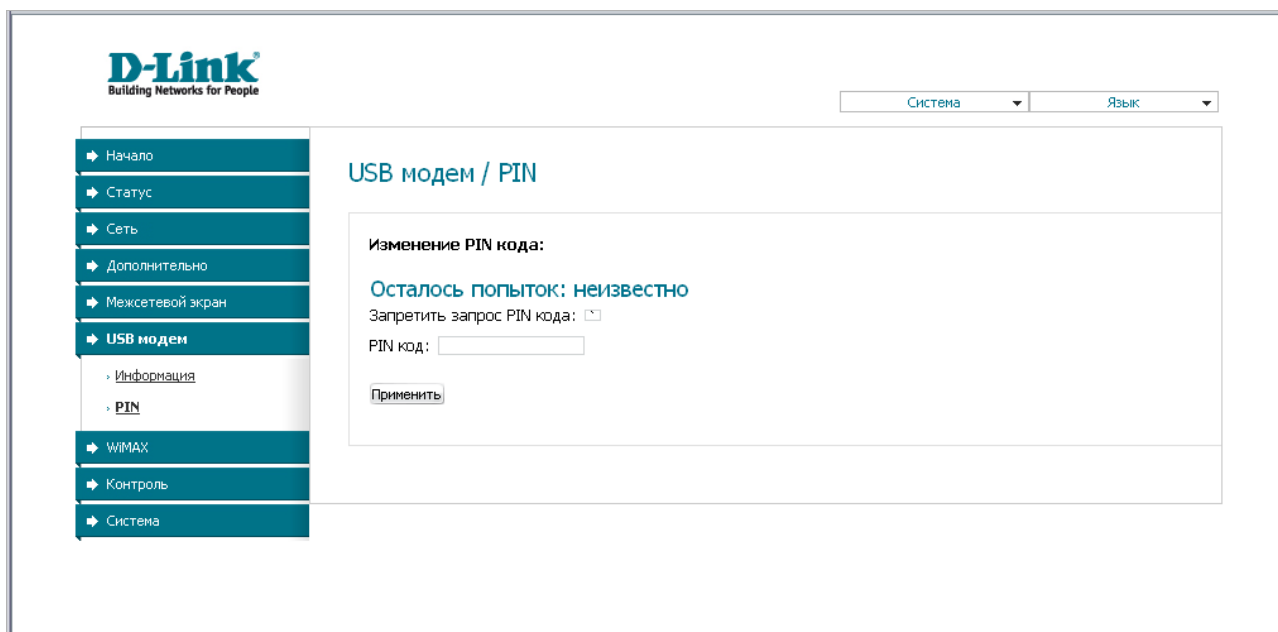 D-Link
Building Networks for People
Система
Язык
Начало
Статус
Сеть
Дополнительно
Межсетевой экран
USB модем
Информация
PIN
WiMAX
Контроль
Система
USB модем / PIN
Изменение PIN кода:
Осталось попыток: неизвестно
Запретить запрос PIN кода:
PIN код:
Применить